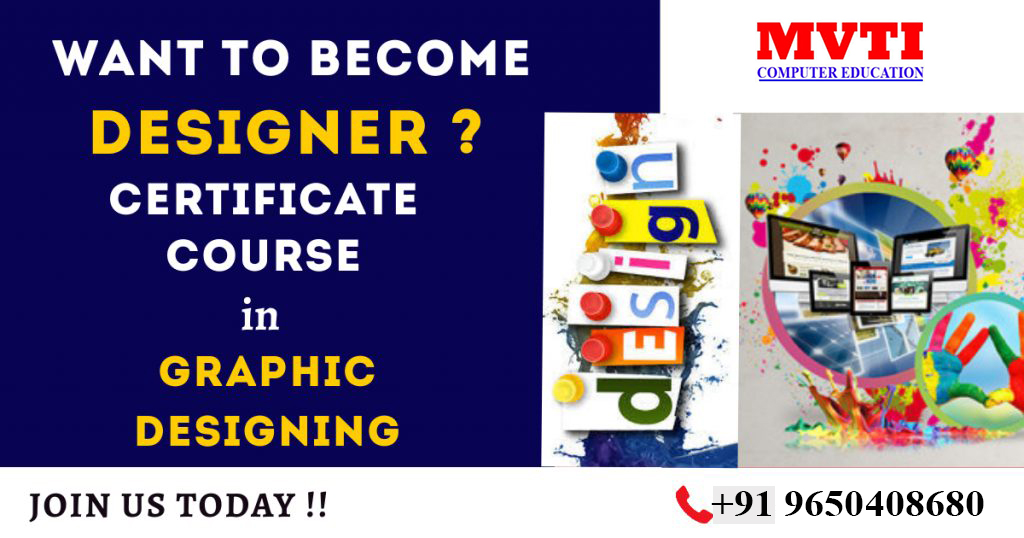 WANT TO BECOME
DESIGNER ?
CERTIFICATE
COURSE
in
GRAPHIC
DESIGNING
MVTI
COMPUTER EDUCATION
dEsign
JOIN US TODAY !!
+91 9650408680